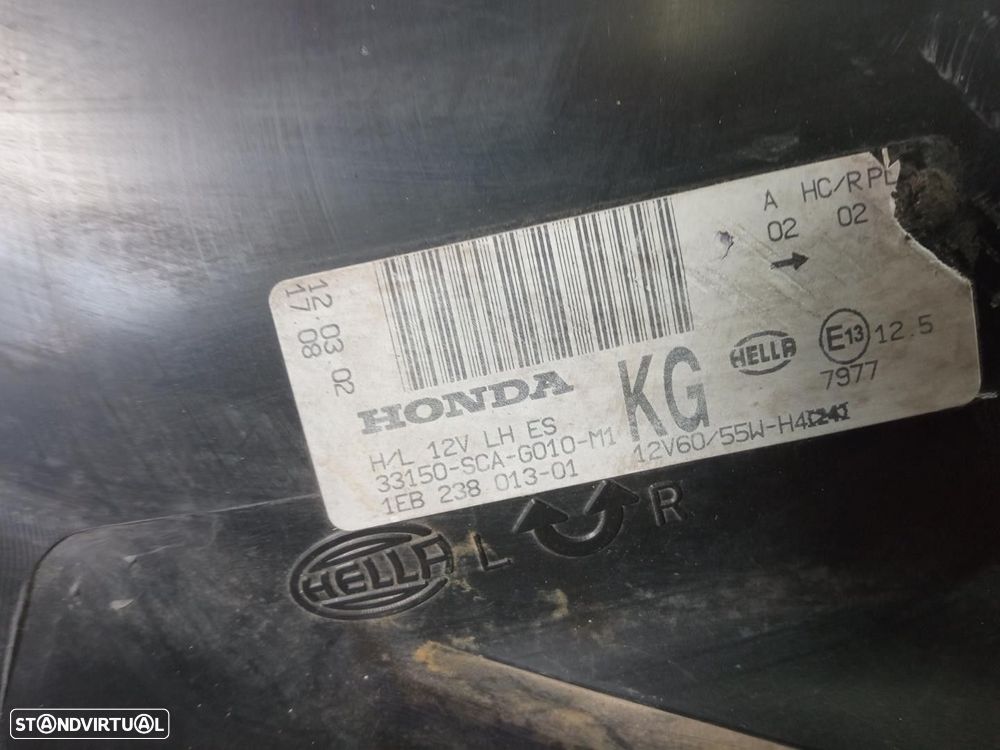 12 03 02
17 08
A HC/R PL
02 02
HELLA E13 12.5
7977
HONDA
KG
H/L 12V LH ES
33150-SCA-G010-M1
12V60/55W-H4
1EB 238 013-01
HELLA L R
STANDVIRTUAL